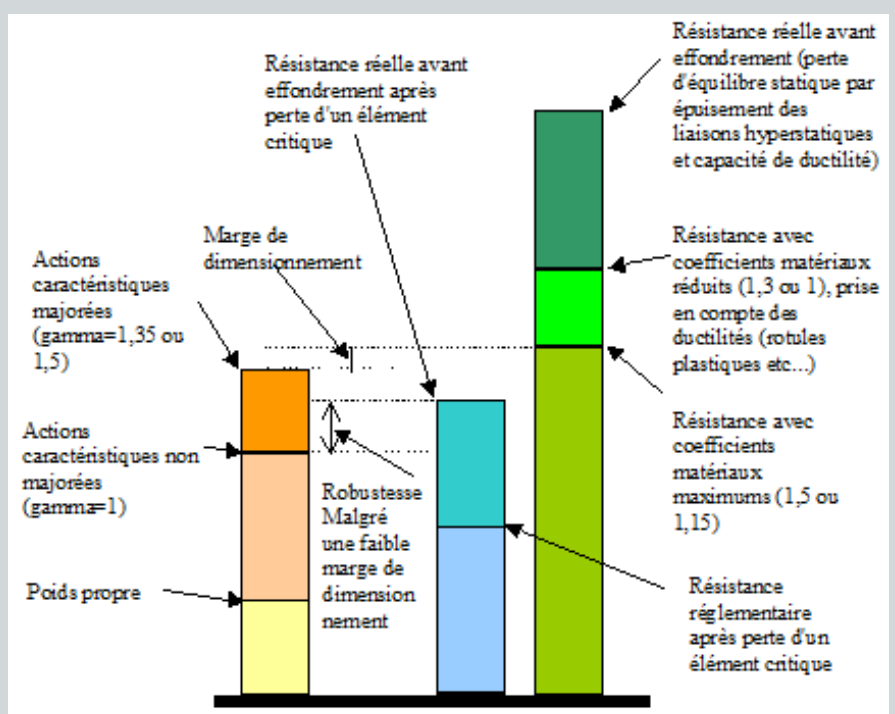 Résistance réelle avant
effondrement après
perte d'un élément
critique
Résistance réelle avant
effondrement (perte
d'équilibre statique par
épuisement des
liaisons hyperstatiques
et capacité de ductilité)
Marge de
dimensionnement
Actions
caractéristiques
majorées
(gamma=1,35 ou
1,5)
Résistance avec
coefficients matériaux
réduits (1,3 ou 1), prise
en compte des
ductilités (rotules
plastiques etc...)
Actions
caractéristiques non
majorées
(gamma=1)
Résistance avec
coefficients
matériaux
maximums (1,5 ou
1,15)
Robustesse
Malgré
une faible
marge de
dimension
nement
Poids propre
Résistance
réglementaire
après perte d'un
élément critique